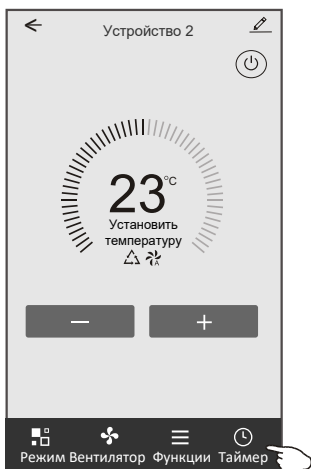 Устройство 2
23°C
Установить
температуру
A
Режим Вентилятор Функции Таймер